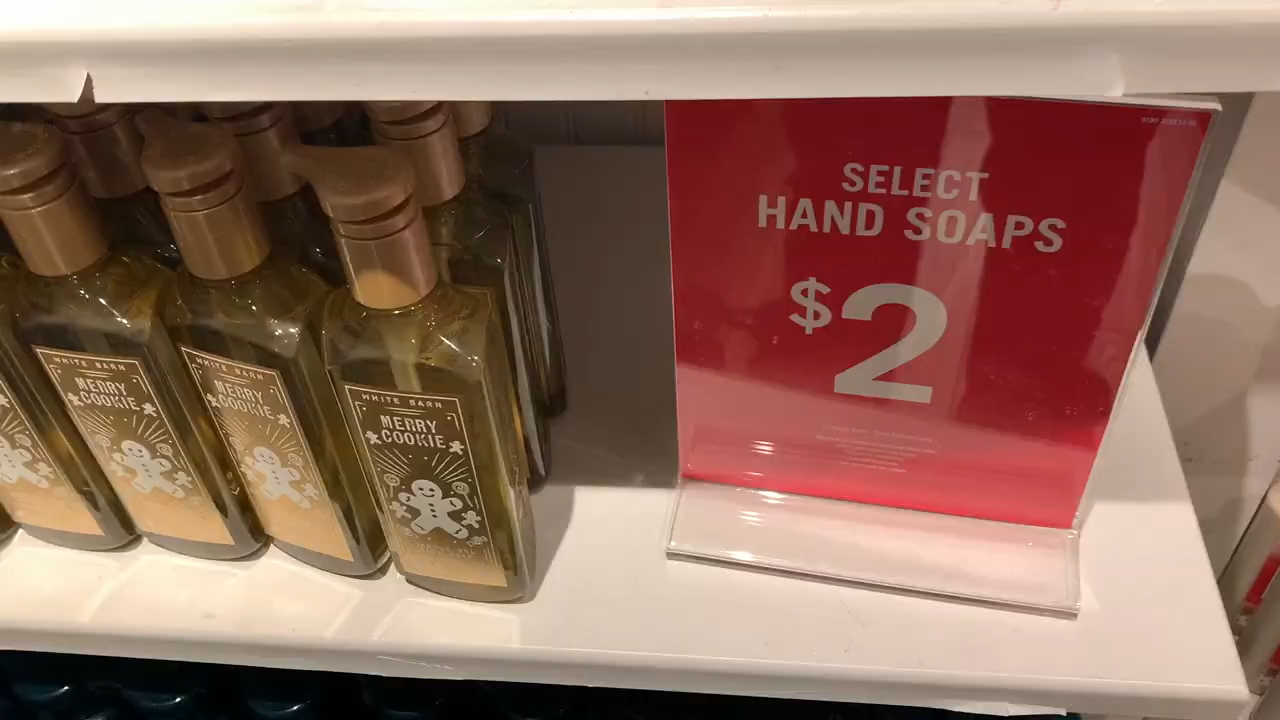 WHITE BARN
MERRY
COOKIE
WHITE BARN
MERRY
COOKIE
WHITE BARN
MERRY
COOKIE
SELECT
HAND SOAPS
$2